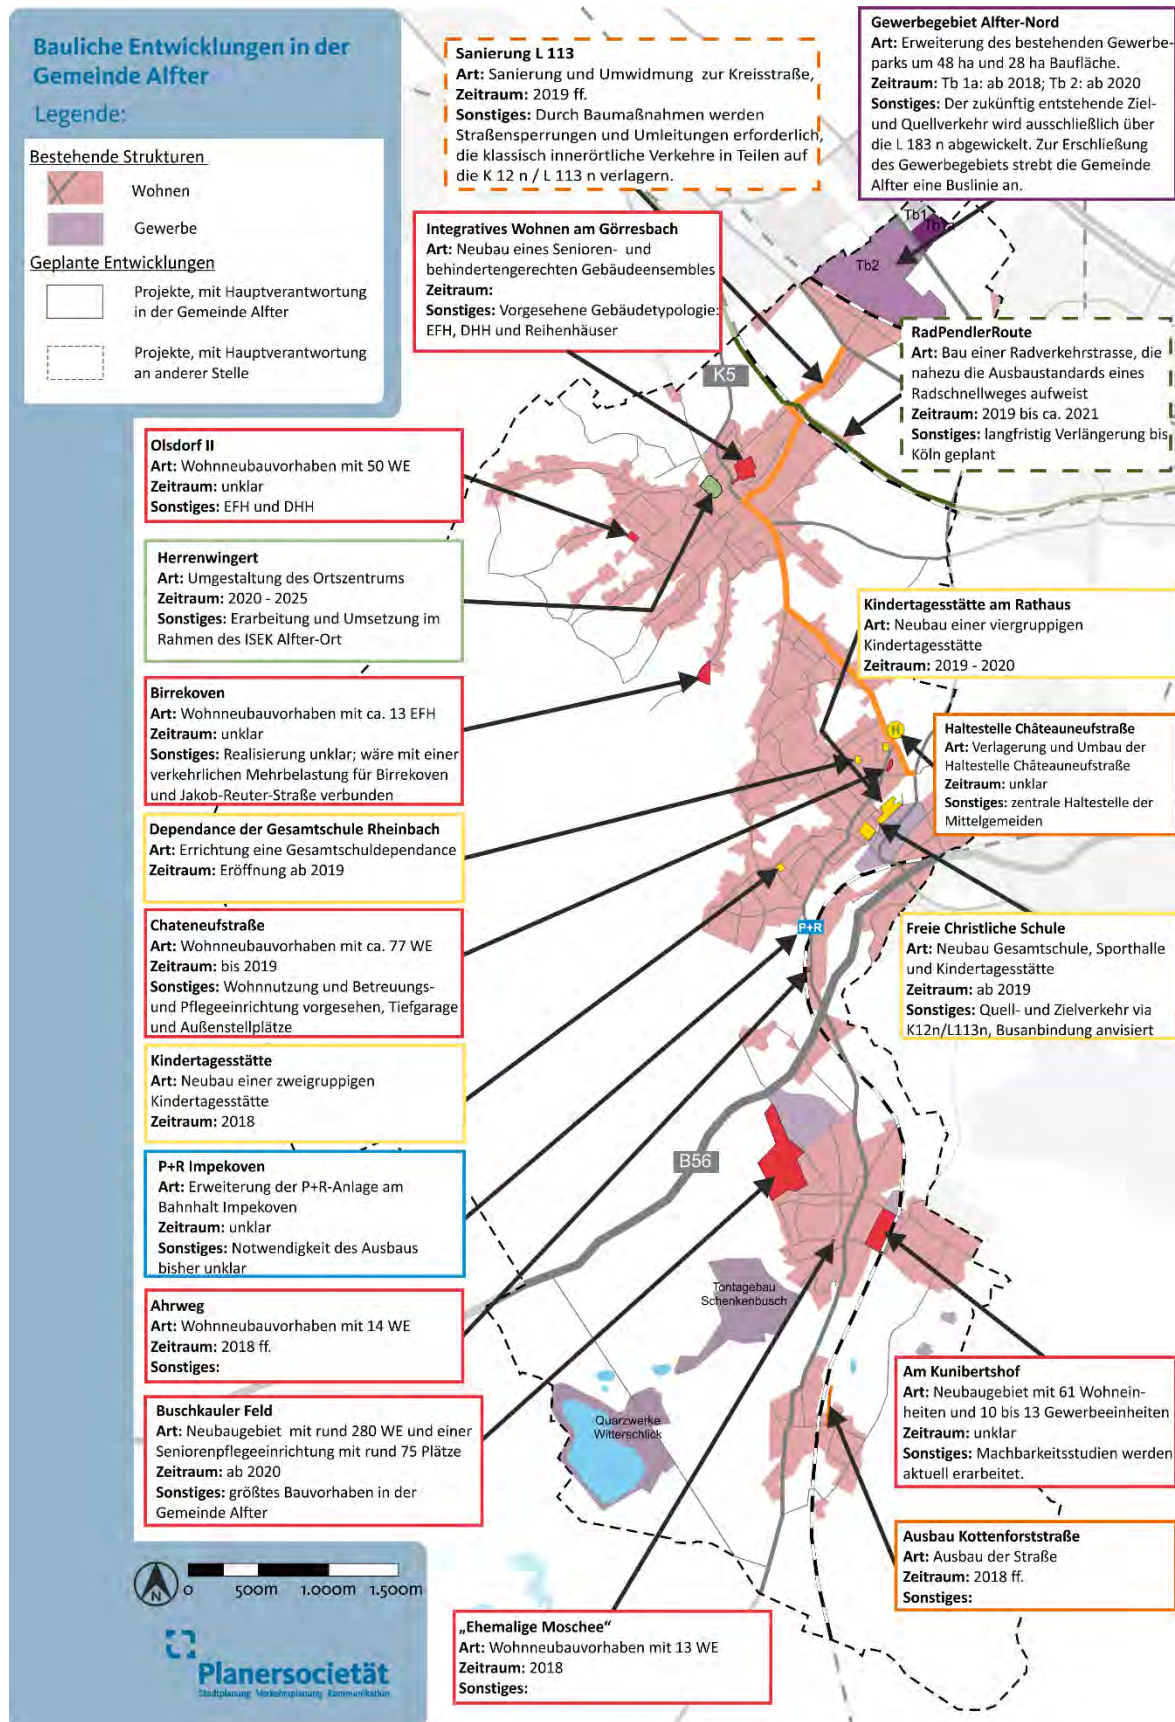 Bauliche Entwicklungen in der
Gemeinde Alfter
Legende:
Bestehende Strukturen
Wohnen
Gewerbe
Geplante Entwicklungen
Projekte, mit Hauptverantwortung
in der Gemeinde Alfter
Projekte, mit Hauptverantwortung
an anderer Stelle
Sanierung L 113
Art: Sanierung und Umwidmung zur Kreisstraße,
Zeitraum: 2019 ff.
Sonstiges: Durch Baumaßnahmen werden
Straßensperrungen und Umleitungen erforderlich,
die klassisch innerörtliche Verkehre in Teilen auf
die K 12 n / L 113 n verlagern.
Gewerbegebiet Alfter-Nord
Art: Erweiterung des bestehenden Gewerbe-
parks um 48 ha und 28 ha Baufläche.
Zeitraum: Tb 1a: ab 2018; Tb 2: ab 2020
Sonstiges: Der zukünftig entstehende Ziel-
und Quellverkehr wird ausschließlich über
die L 183 n abgewickelt. Zur Erschließung
des Gewerbegebiets strebt die Gemeinde
Alfter eine Buslinie an.
Tb1
Tb1a
Tb2
Integratives Wohnen am Görresbach
Art: Neubau eines Senioren- und
behindertengerechten Gebäudeensembles
Zeitraum:
Sonstiges: Vorgesehene Gebäudetypologie:
EFH, DHH und Reihenhäuser
RadPendlerRoute
Art: Bau einer Radverkehrstrasse, die
nahezu die Ausbaustandards eines
Radschnellweges aufweist
Zeitraum: 2019 bis ca. 2021
Sonstiges: langfristig Verlängerung bis
Köln geplant
K5
Olsdorf II
Art: Wohnneubauvorhaben mit 50 WE
Zeitraum: unklar
Sonstiges: EFH und DHH
Herrenwingert
Art: Umgestaltung des Ortszentrums
Zeitraum: 2020 - 2025
Sonstiges: Erarbeitung und Umsetzung im
Rahmen des ISEK Alfter-Ort
Kindertagesstätte am Rathaus
Art: Neubau einer viergruppigen
Kindertagesstätte
Zeitraum: 2019 - 2020
Birrekoven
Art: Wohnneubauvorhaben mit ca. 13 EFH
Zeitraum: unklar
Sonstiges: Realisierung unklar; wäre mit einer
verkehrlichen Mehrbelastung für Birrekoven
und Jakob-Reuter-Straße verbunden
H
Haltestelle Châteauneufstraße
Art: Verlagerung und Umbau der
Haltestelle Châteauneufstraße
Zeitraum: unklar
Sonstiges: zentrale Haltestelle der
Mittelgemeiden
Dependance der Gesamtschule Rheinbach
Art: Errichtung eine Gesamtschuldependance
Zeitraum: Eröffnung ab 2019
Chateneufstraße
Art: Wohnneubauvorhaben mit ca. 77 WE
Zeitraum: bis 2019
Sonstiges: Wohnnutzung und Betreuungs-
und Pflegeeinrichtung vorgesehen, Tiefgarage
und Außenstellplätze
P+R
Freie Christliche Schule
Art: Neubau Gesamtschule, Sporthalle
und Kindertagesstätte
Zeitraum: ab 2019
Sonstiges: Quell- und Zielverkehr via
K12n/L113n, Busanbindung anvisiert
Kindertagesstätte
Art: Neubau einer zweigruppigen
Kindertagesstätte
Zeitraum: 2018
B56
P+R Impekoven
Art: Erweiterung der P+R-Anlage am
Bahnhalt Impekoven
Zeitraum: unklar
Sonstiges: Notwendigkeit des Ausbaus
bisher unklar
Tontagebau
Schenkenbusch
Ahrweg
Art: Wohnneubauvorhaben mit 14 WE
Zeitraum: 2018 ff.
Sonstiges:
Am Kunibertshof
Art: Neubaugebiet mit 61 Wohnein-
heiten und 10 bis 13 Gewerbeeinheiten
Zeitraum: unklar
Sonstiges: Machbarkeitsstudien werden
aktuell erarbeitet.
Buschkauler Feld
Art: Neubaugebiet mit rund 280 WE und einer
Seniorenpflegeeinrichtung mit rund 75 Plätze
Zeitraum: ab 2020
Sonstiges: größtes Bauvorhaben in der
Gemeinde Alfter
Quarzwerke
Witterschlick
Ausbau Kottenforststraße
Art: Ausbau der Straße
Zeitraum: 2018 ff.
Sonstiges:
N
0 500m 1.000m 1.500m
„Ehemalige Moschee“
Art: Wohnneubauvorhaben mit 13 WE
Zeitraum: 2018
Sonstiges:
Planersocietät
Stadtplanung Verkehrsplanung Kommunikation